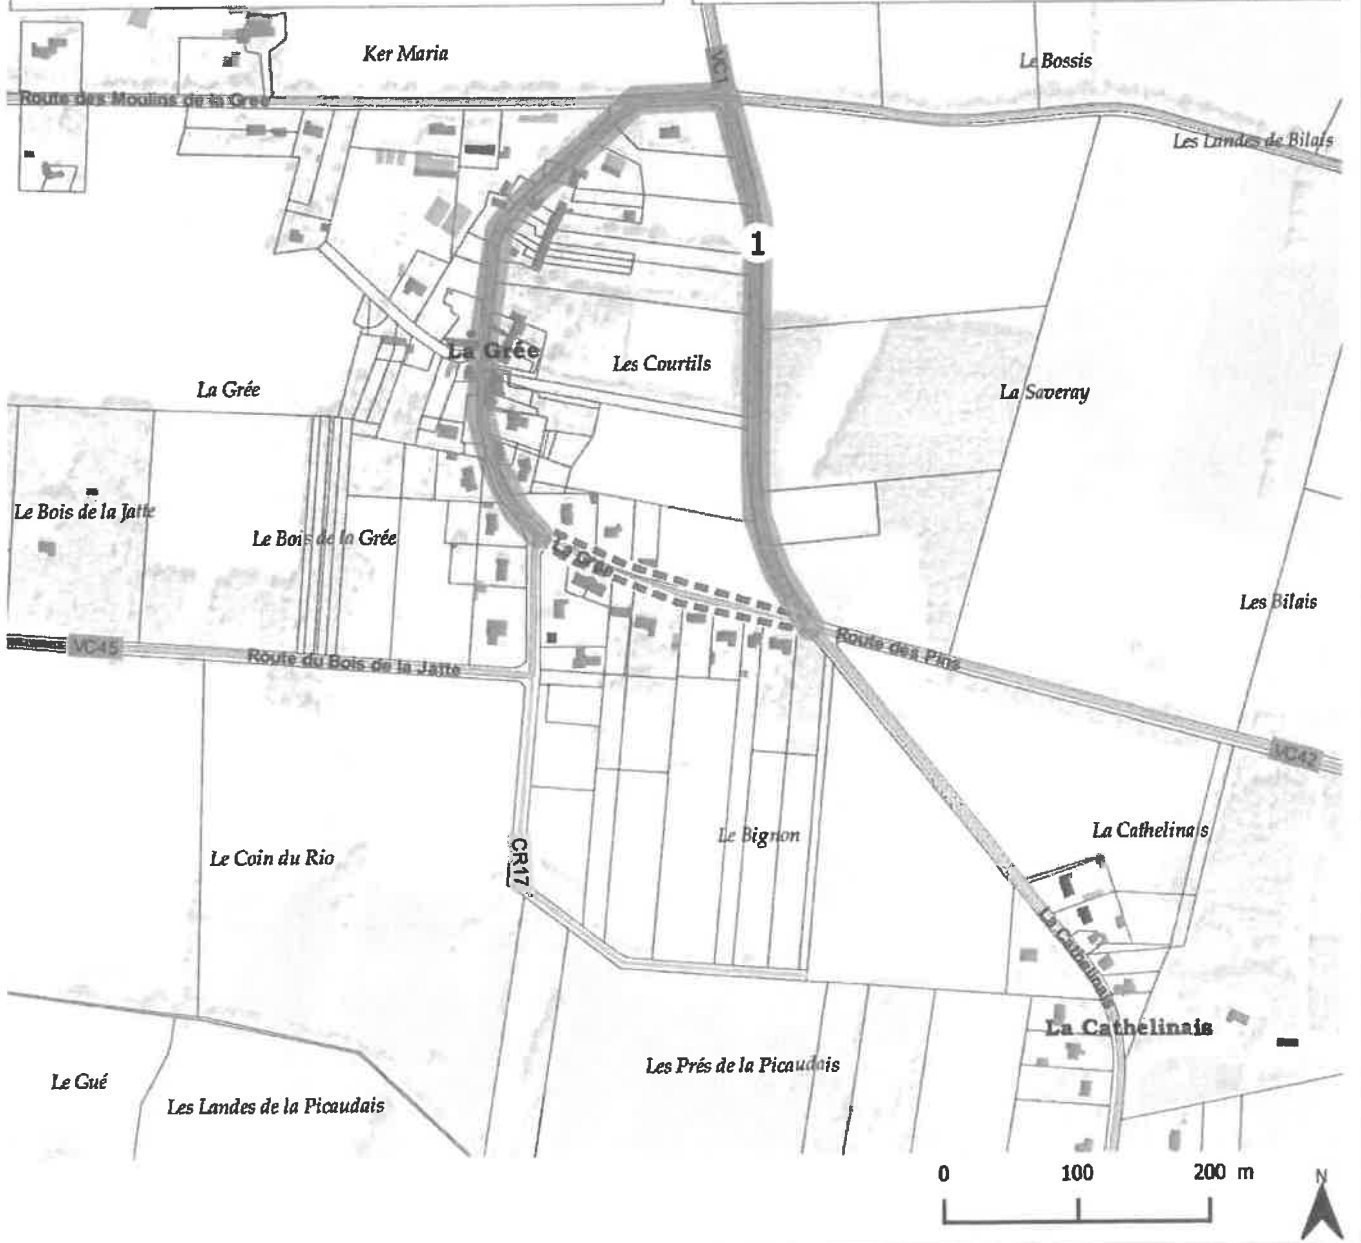 Ker Maria
VC1
Le Bossis
Route des Moulins de la Grée
Les Landes de Bilais
1
La Grée
Les Courtils
La Grée
La Saveray
Le Bois de la Jatte
Le Bois de la Grée
La Grée
Les Bilais
VC45
Route du Bois de la Jatte
Route des Pins
VC42
Le Bignon
La Cathelinais
Le Coin du Rio
CR17
La Cathelinais
La Cathelinais
Les Prés de la Picaudais
Le Gué
Les Landes de la Picaudais
0 100 200 m
N